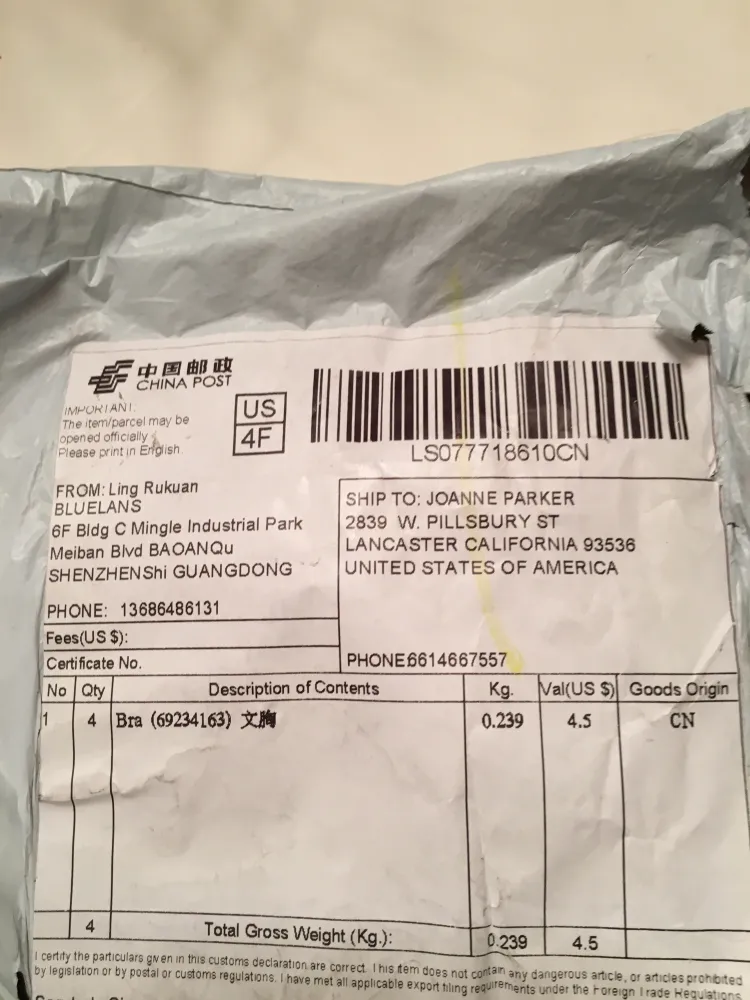 中国邮政
CHINA POST
IMPORTANT:
The item/parcel may be
opened officially
Please print in English
US
4F
LS077718610CN
FROM: Ling Rukuan
BLUELANS
6F Bldg C Mingle Industrial Park
Meiban Blvd BAOANQu
SHENZHENShi GUANGDONG
PHONE: 13686486131
Fees(US $):
Certificate No.
SHIP TO: JOANNE PARKER
2839 W. PILLSBURY ST
LANCASTER CALIFORNIA 93536
UNITED STATES OF AMERICA
PHONE:6614667557
No Qty Description of Contents Kg. Val(US $) Goods Origin
1 4 Bra (69234163) 文胸 0.239 4.5 CN
4 Total Gross Weight (Kg.): 0.239 4.5
I certify the particulars given in this customs declaration are correct. This item does not contain any dangerous article, or articles prohibited
by legislation or by postal or customs regulations. I have met all applicable export filing requirements under the Foreign Trade Regulations